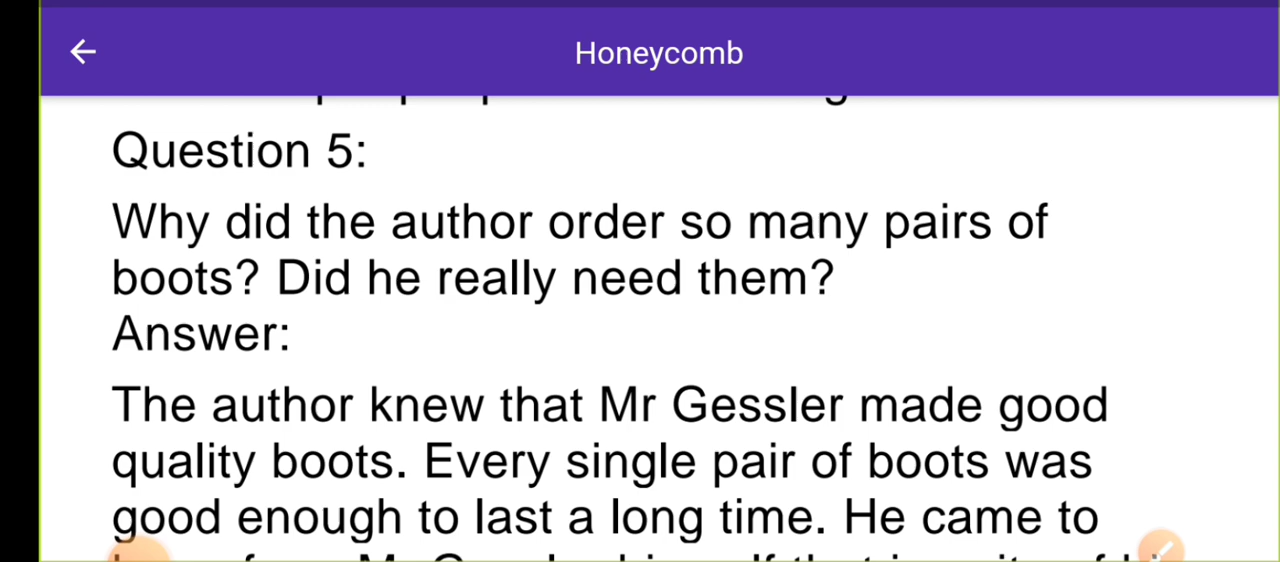 Honeycomb
Question 5:
Why did the author order so many pairs of
boots? Did he really need them?
Answer:
The author knew that Mr Gessler made good
quality boots. Every single pair of boots was
good enough to last a long time. He came to